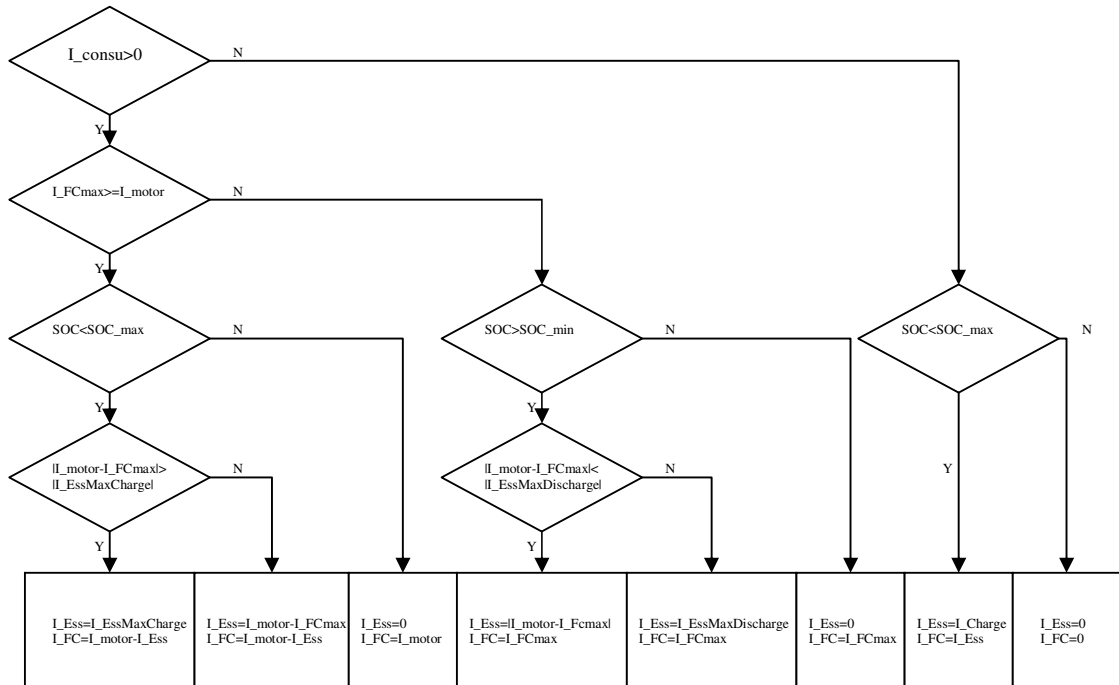 I_consu>0
N
Y
I_FCmax>=I_motor
N
Y
SOC<SOC_max
N
SOC>SOC_min
N
SOC<SOC_max
N
Y
Y
|I_motor-I_FCmax|>
|I_EssMaxCharge|
N
|I_motor-I_FCmax|<
|I_EssMaxDischarge|
N
Y
Y
Y
I_Ess=I_EssMaxCharge
I_FC=I_motor-I_Ess
I_Ess=I_motor-I_FCmax
I_FC=I_motor-I_Ess
I_Ess=0
I_FC=I_motor
I_Ess=|I_motor-I_Fcmax|
I_FC=I_FCmax
I_Ess=I_EssMaxDischarge
I_FC=I_FCmax
I_Ess=0
I_FC=I_FCmax
I_Ess=I_Charge
I_FC=I_Ess
I_Ess=0
I_FC=0